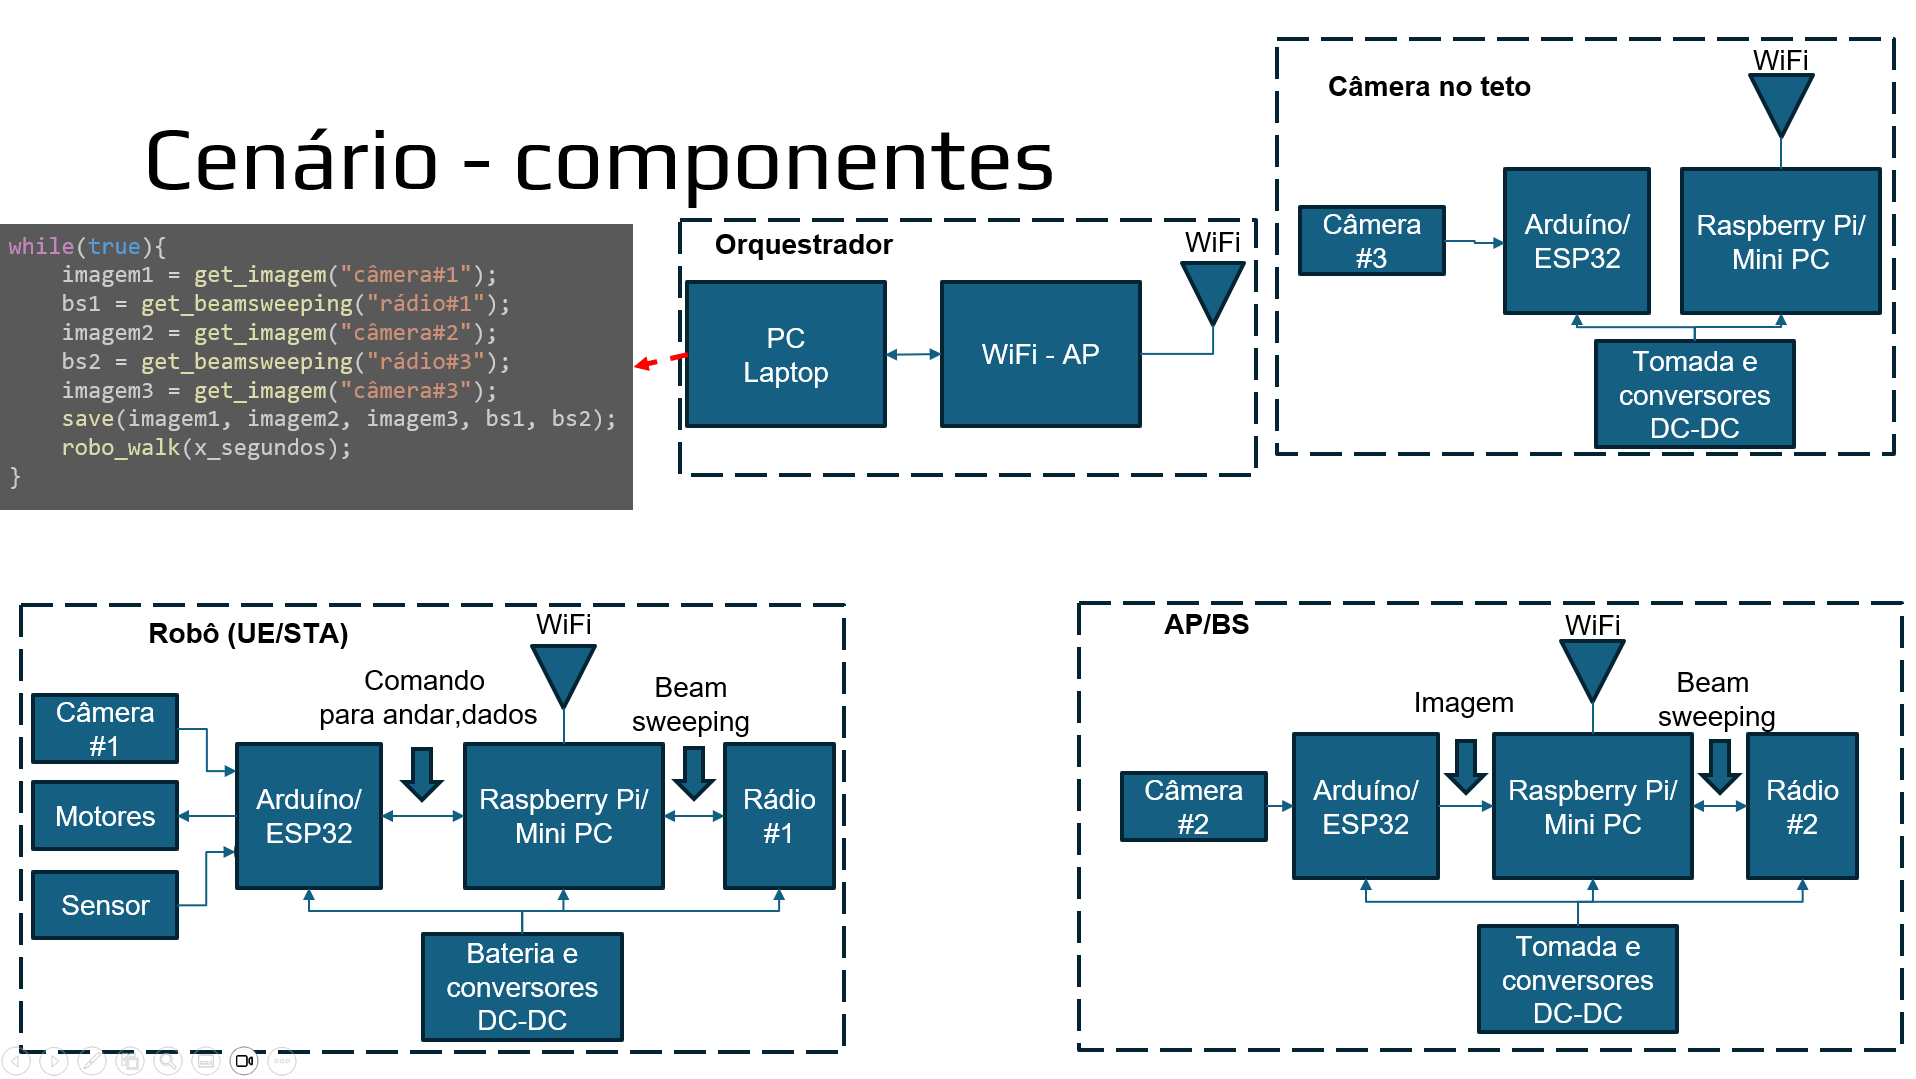 Cenário - componentes
while(true){
    imagem1 = get_imagem("câmera#1");
    bs1 = get_beamsweeping("rádio#1");
    imagem2 = get_imagem("câmera#2");
    bs2 = get_beamsweeping("rádio#3");
    imagem3 = get_imagem("câmera#3");
    save(imagem1, imagem2, imagem3, bs1, bs2);
    robo_walk(x_segundos);
}
Orquestrador
WiFi
PC
Laptop
WiFi - AP
Câmera no teto
WiFi
Câmera
#3
Arduíno/
ESP32
Raspberry Pi/
Mini PC
Tomada e
conversores
DC-DC
Robô (UE/STA)
WiFi
Comando
para andar,dados
Beam
sweeping
Câmera
#1
Motores
Sensor
Arduíno/
ESP32
Raspberry Pi/
Mini PC
Rádio
#1
Bateria e
conversores
DC-DC
AP/BS
WiFi
Imagem
Beam
sweeping
Câmera
#2
Arduíno/
ESP32
Raspberry Pi/
Mini PC
Rádio
#2
Tomada e
conversores
DC-DC